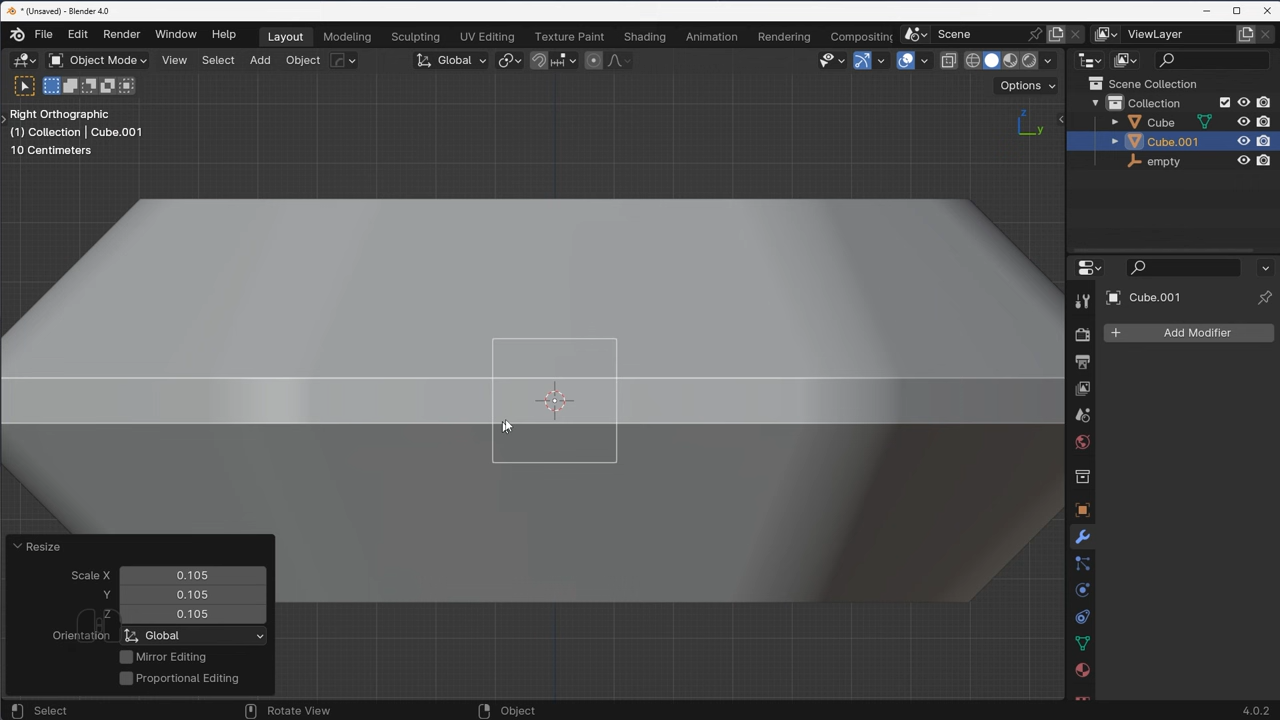 * (Unsaved) - Blender 4.0
File Edit Render Window Help Layout Modeling Sculpting UV Editing Texture Paint Shading Animation Rendering Compositing Scene ViewLayer
Object Mode View Select Add Object Global
Options
Right Orthographic
(1) Collection | Cube.001
10 Centimeters
z
y
Scene Collection
Collection
Cube
Cube.001
empty
Cube.001
+ Add Modifier
Resize
Scale X 0.105
Y 0.105
Z 0.105
Orientation Global
Mirror Editing
Proportional Editing
Select Rotate View Object 4.0.2